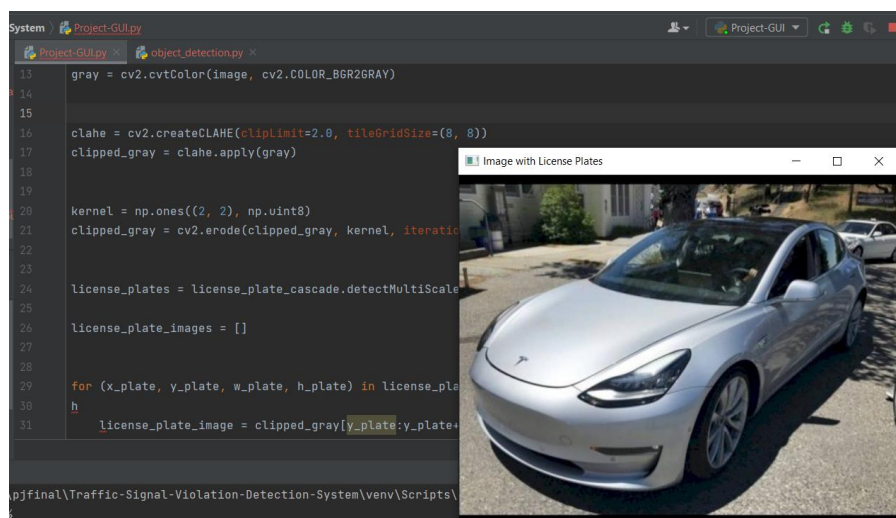 System > Project-GUI.py
Project-GUI
Project-GUI.py × object_detection.py ×
13 gray = cv2.cvtColor(image, cv2.COLOR_BGR2GRAY)
14
15
16 clahe = cv2.createCLAHE(clipLimit=2.0, tileGridSize=(8, 8))
17 clipped_gray = clahe.apply(gray)
Image with License Plates
18
19
20 kernel = np.ones((2, 2), np.uint8)
21 clipped_gray = cv2.erode(clipped_gray, kernel, iteratio
22
23
24 license_plates = license_plate_cascade.detectMultiScale
25
26 license_plate_images = []
27
28
29 for (x_plate, y_plate, w_plate, h_plate) in license_pla
30 h
31 license_plate_image = clipped_gray[y_plate:y_plate+
\pjfinal\Traffic-Signal-Violation-Detection-System\venv\Scripts\